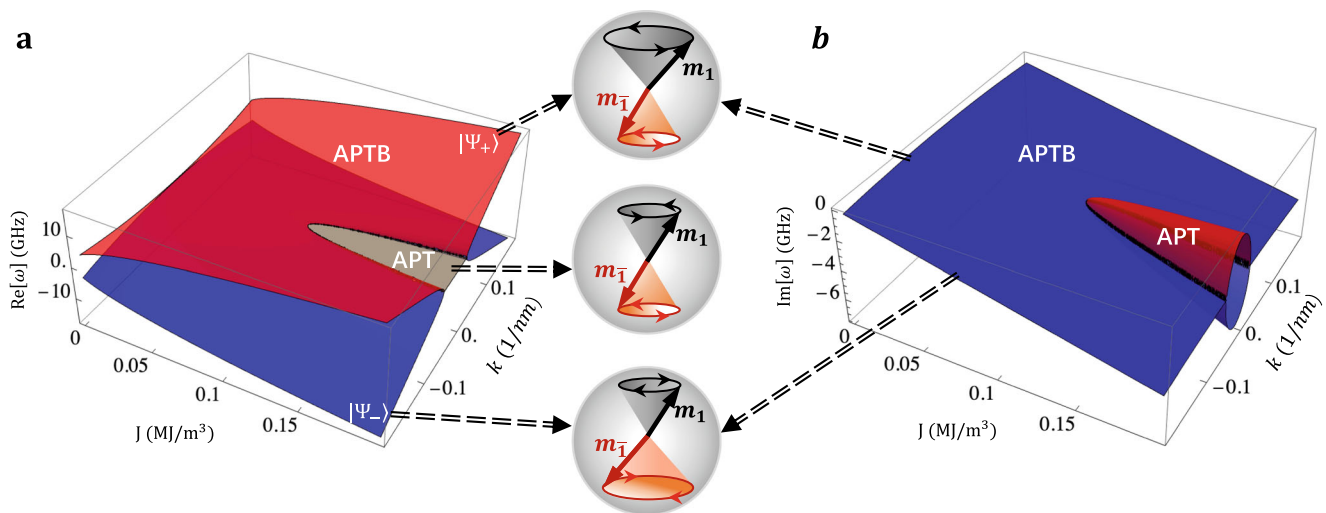 a
Re[ω] (GHz)
10
0.
−10
0
0.05
0.1
0.15
J (MJ/m³)
−0.1
0.
0.1
k (1/nm)
APTB
APT
|Ψ₊⟩
|Ψ₋⟩
m₁
m₁̄
m₁
m₁̄
m₁
m₁̄
b
Im[ω] (GHz)
0
−2
−4
−6
0
0.05
0.1
0.15
J (MJ/m³)
−0.1
0
0.1
k (1/nm)
APTB
APT